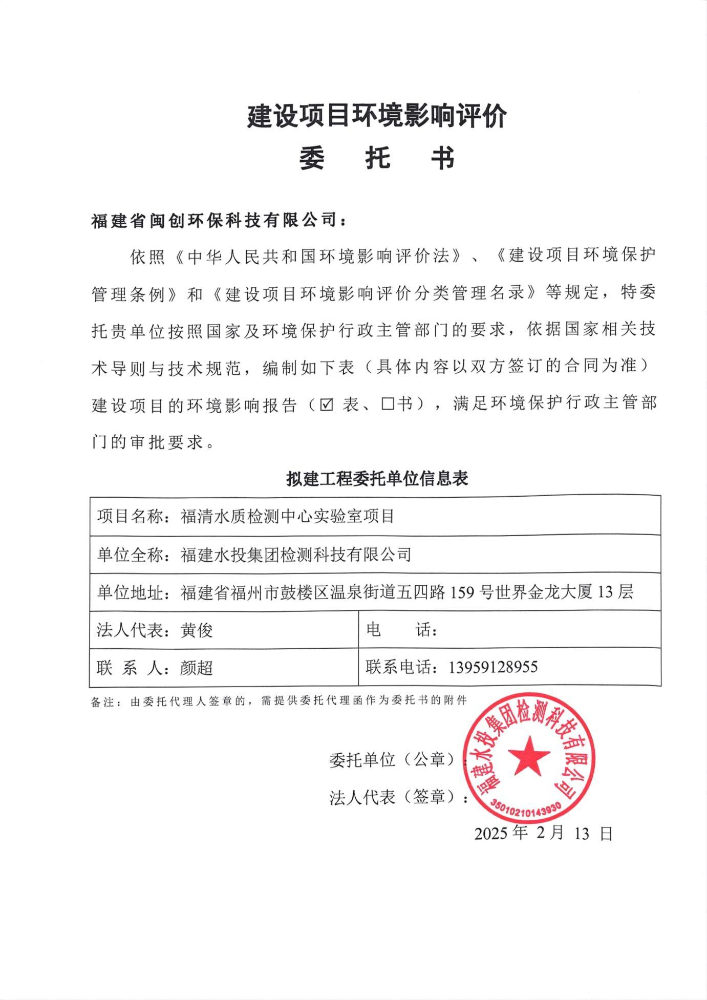 建设项目环境影响评价
委 托 书
福建省闽创环保科技有限公司：
依照《中华人民共和国环境影响评价法》、《建设项目环境保护
管理条例》和《建设项目环境影响评价分类管理名录》等规定，特委
托贵单位按照国家及环境保护行政主管部门的要求，依据国家相关技
术导则与技术规范，编制如下表（具体内容以双方签订的合同为准）
建设项目的环境影响报告（☑ 表、□书），满足环境保护行政主管部
门的审批要求。
拟建工程委托单位信息表
项目名称：福清水质检测中心实验室项目
单位全称：福建水投集团检测科技有限公司
单位地址：福建省福州市鼓楼区温泉街道五四路 159 号世界金龙大厦 13 层
法人代表：黄俊
电 话：
联 系 人：颜超
联系电话：13959128955
备注：由委托代理人签章的，需提供委托代理函作为委托书的附件
委托单位（公章）：
法人代表（签章）：
福建水投集团检测科技有限公司
35010210143930
2025 年 2 月 13 日